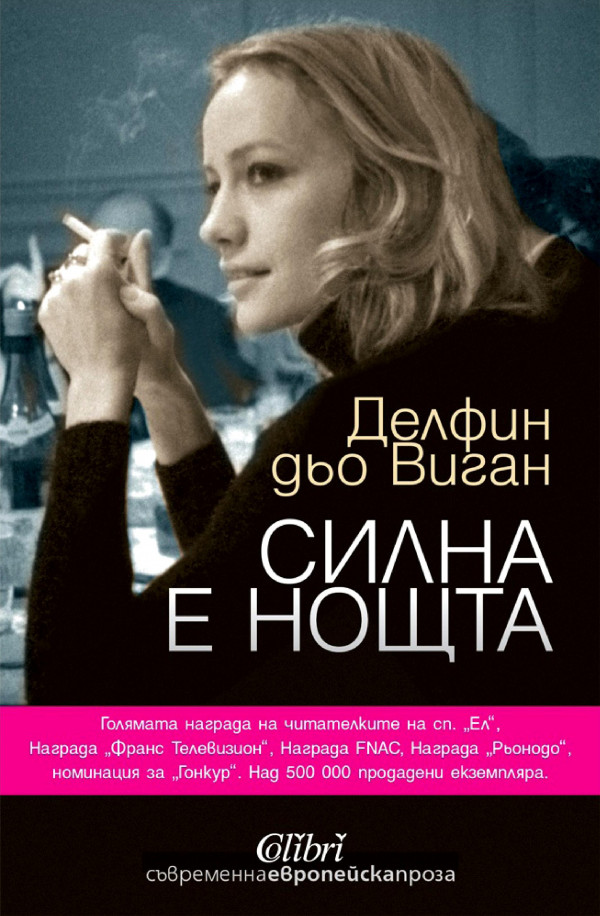 Делфин
дьо Виган
СИЛНА
Е НОЩТА
Голямата награда на читателките на сп. „Ел“,
Награда „Франс Телевизион“, Награда FNAC, Награда „Рьонодо“,
номинация за „Гонкур“. Над 500 000 продадени екземпляра.
Colibri
съвременнаевропейскапроза